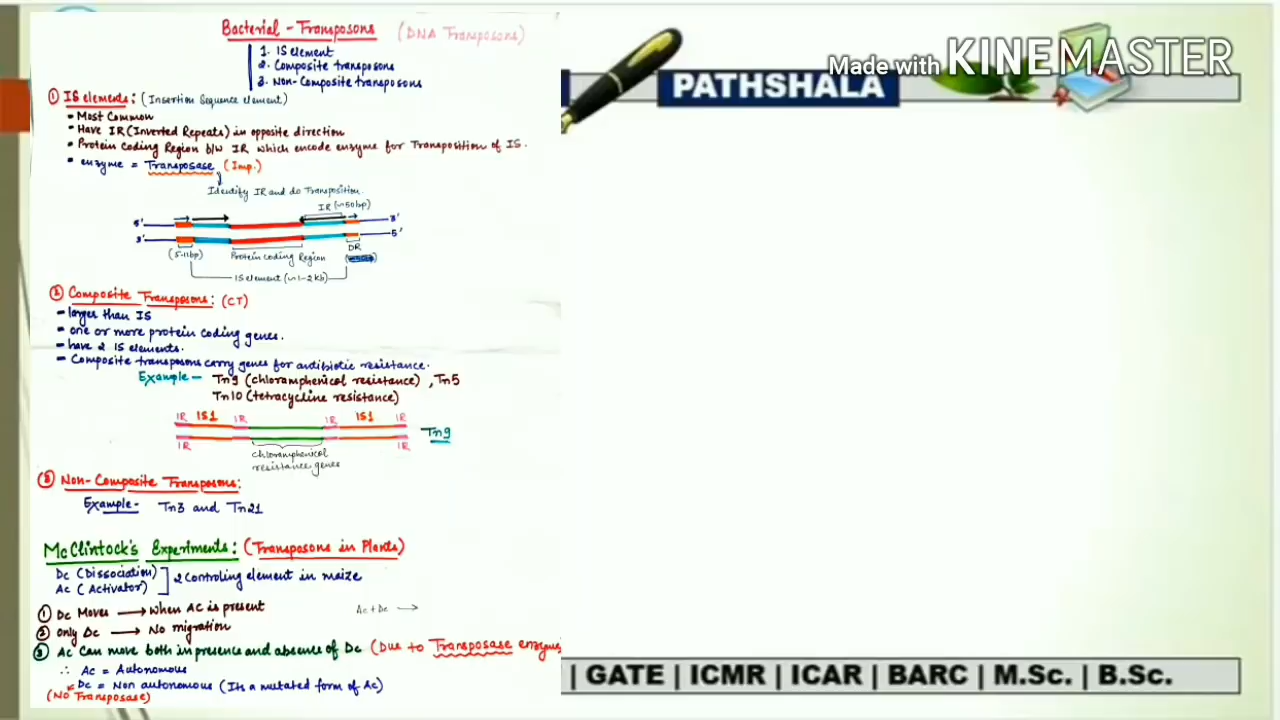 Bacterial - Transposons (DNA Transposons)
1. IS element
2. Composite transposons
3. Non-Composite transposons
① IS elements: (Insertion Sequence element)
- Most Common
- Have IR (Inverted Repeats) in opposite direction
- Protein Coding Region b/w IR which encode enzyme for Transposition of IS.
- enzyme = Transposase (Imp.)
Identify IR and do Transposition.
IR (~50bp)
5' 3'
3' 5'
(5-11bp) Protein coding Region DR
IS element (~1-2kb)
② Composite Transposons: (CT)
- larger than IS
- one or more protein coding genes.
- have 2 IS elements.
- Composite transposons carry genes for antibiotic resistance.
Example - Tn9 (chloramphenicol resistance), Tn5
Tn10 (tetracycline resistance)
IR IS1 IR IR IS1 IR
IR IR Tn9
chloramphenicol
resistance genes
③ Non-Composite Transposons:
Example - Tn3 and Tn21
McClintock's Experiments: (Transposons in Plants)
Dc (Dissociation)
Ac (Activator) ] 2 Controling element in maize
① Dc Moves → When AC is present Ac + Dc →
② only Dc → No migration
③ Ac Can move both in presence and absence of Dc (Due to Transposase enzyme
∴ Ac = Autonomous
Dc = Non autonomous (Its a mutated form of Ac)
(No Transposase)
Made with KINEMASTER
PATHSHALA
| GATE | ICMR | ICAR | BARC | M.Sc. | B.Sc.